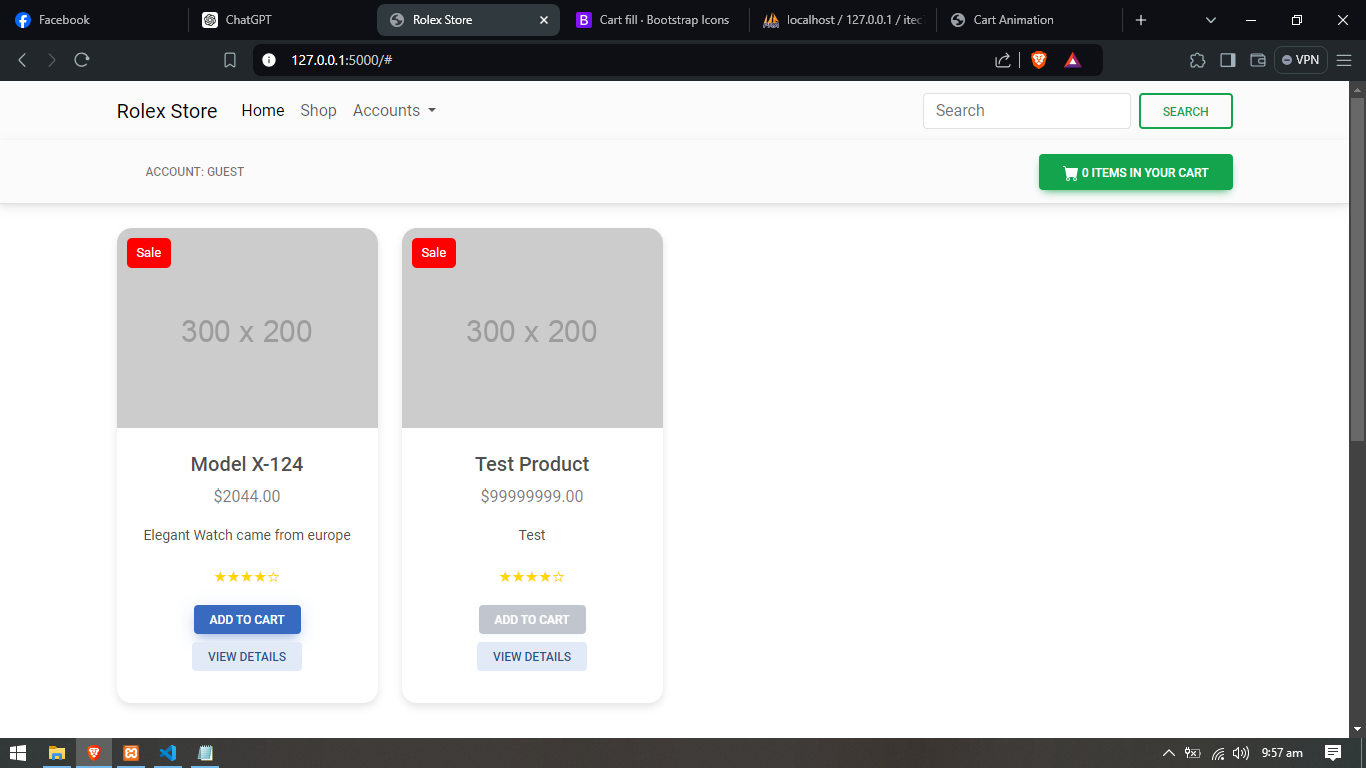 Facebook
ChatGPT
Rolex Store
Cart fill · Bootstrap Icons
localhost / 127.0.0.1 / itec
Cart Animation
127.0.0.1:5000/#
VPN
Rolex Store
Home
Shop
Accounts
Search
SEARCH
ACCOUNT: GUEST
0 ITEMS IN YOUR CART
Sale
300 x 200
Model X-124
$2044.00
Elegant Watch came from europe
★★★★☆
ADD TO CART
VIEW DETAILS
Sale
300 x 200
Test Product
$99999999.00
Test
★★★★☆
ADD TO CART
VIEW DETAILS
9:57 am